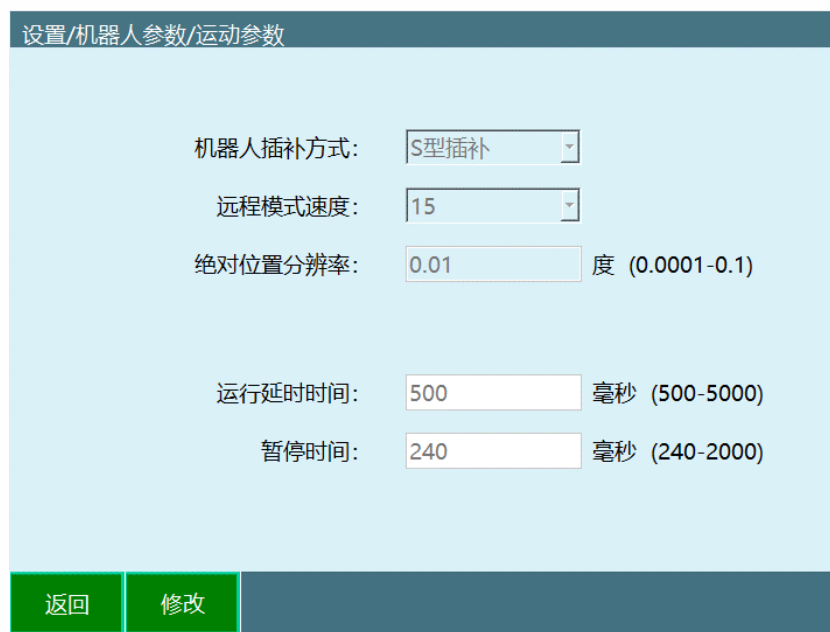 设置/机器人参数/运动参数
机器人插补方式： S型插补
远程模式速度： 15
绝对位置分辨率： 0.01 度 (0.0001-0.1)
运行延时时间： 500 毫秒 (500-5000)
暂停时间： 240 毫秒 (240-2000)
返回 修改